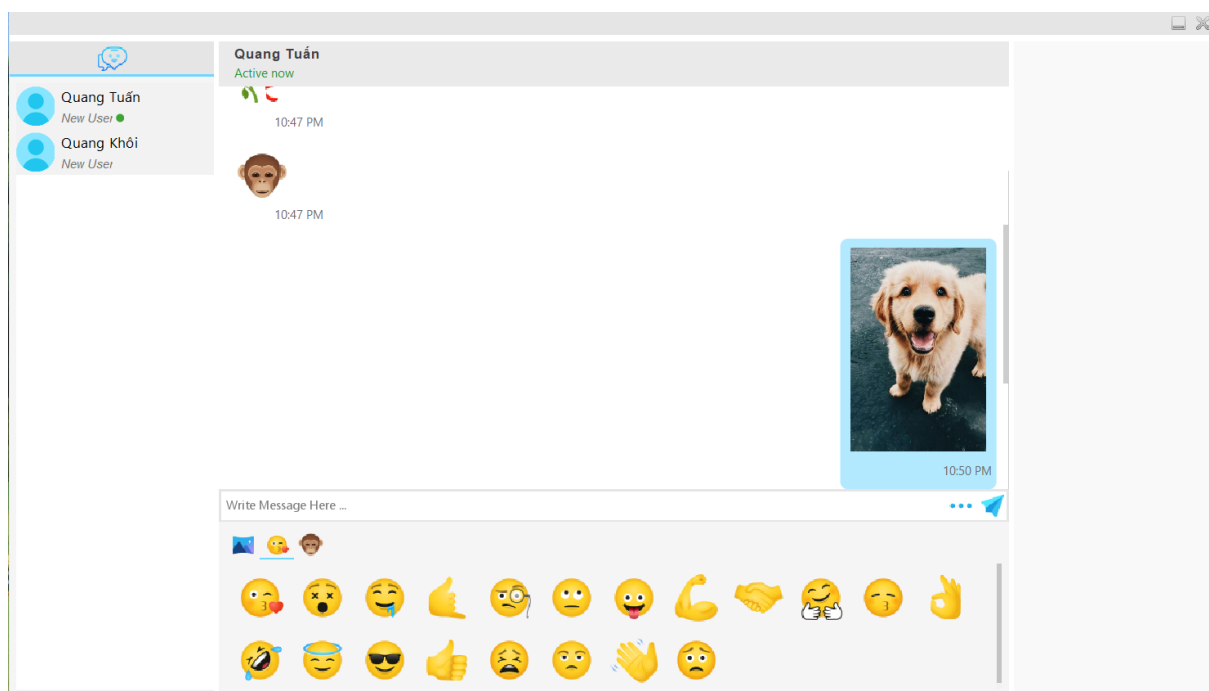 Quang Tuấn
New User
Quang Khôi
New User
Quang Tuấn
Active now
10:47 PM
10:47 PM
10:50 PM
Write Message Here ...